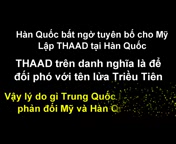 Hàn Quốc bất ngờ tuyên bố cho Mỹ
Lập THAAD tại Hàn Quốc
THAAD trên danh nghĩa là để
đối phó với tên lửa Triều Tiên
Vậy lý do gì Trung Quốc
phản đối Mỹ và Hàn